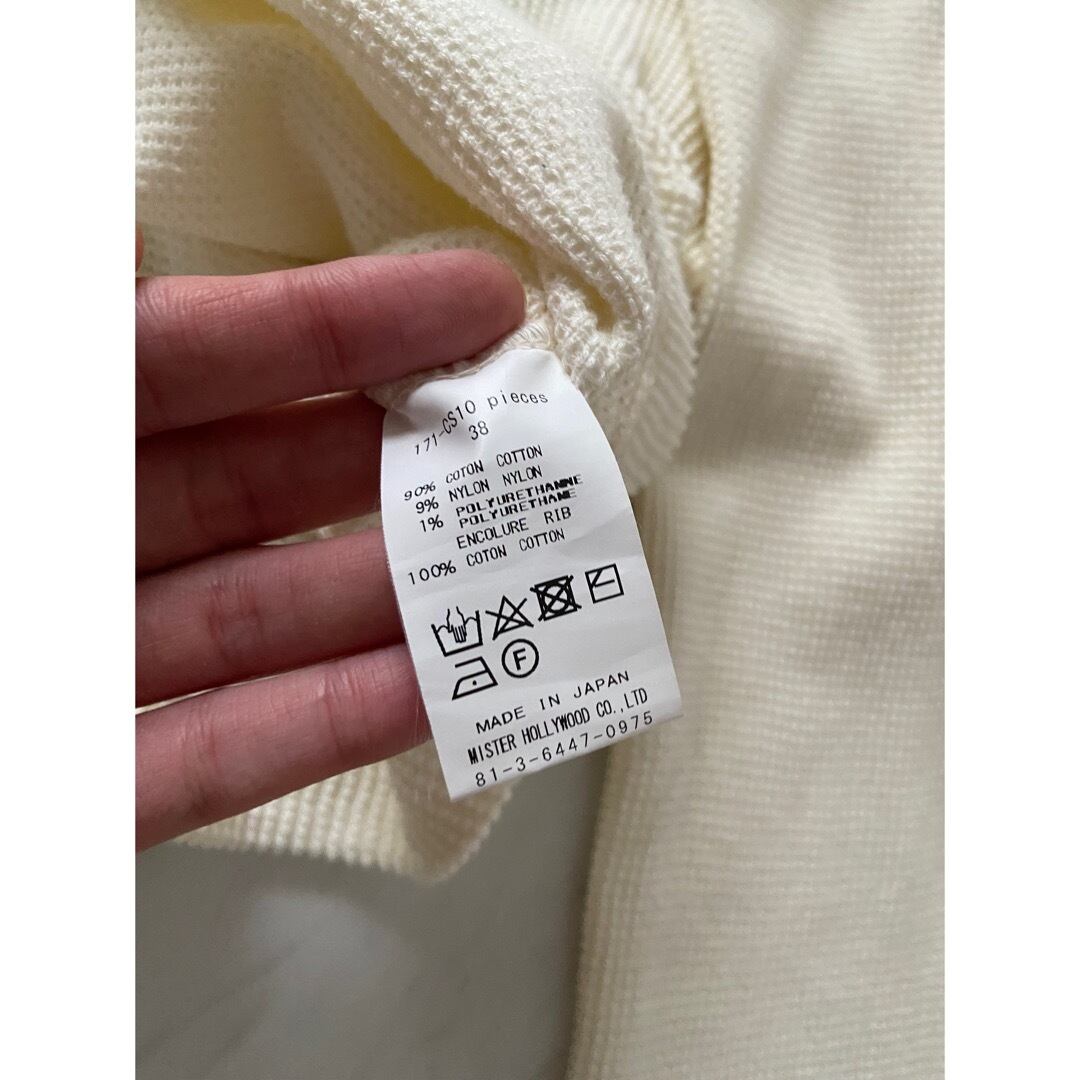 171-CS10 pieces
38
90% COTON COTTON
9% NYLON NYLON
1% POLYURETHANNE
POLYURETHANE
ENCOLURE RIB
100% COTON COTTON
F
MADE IN JAPAN
MISTER HOLLYWOOD CO.,LTD
81-3-6447-0975